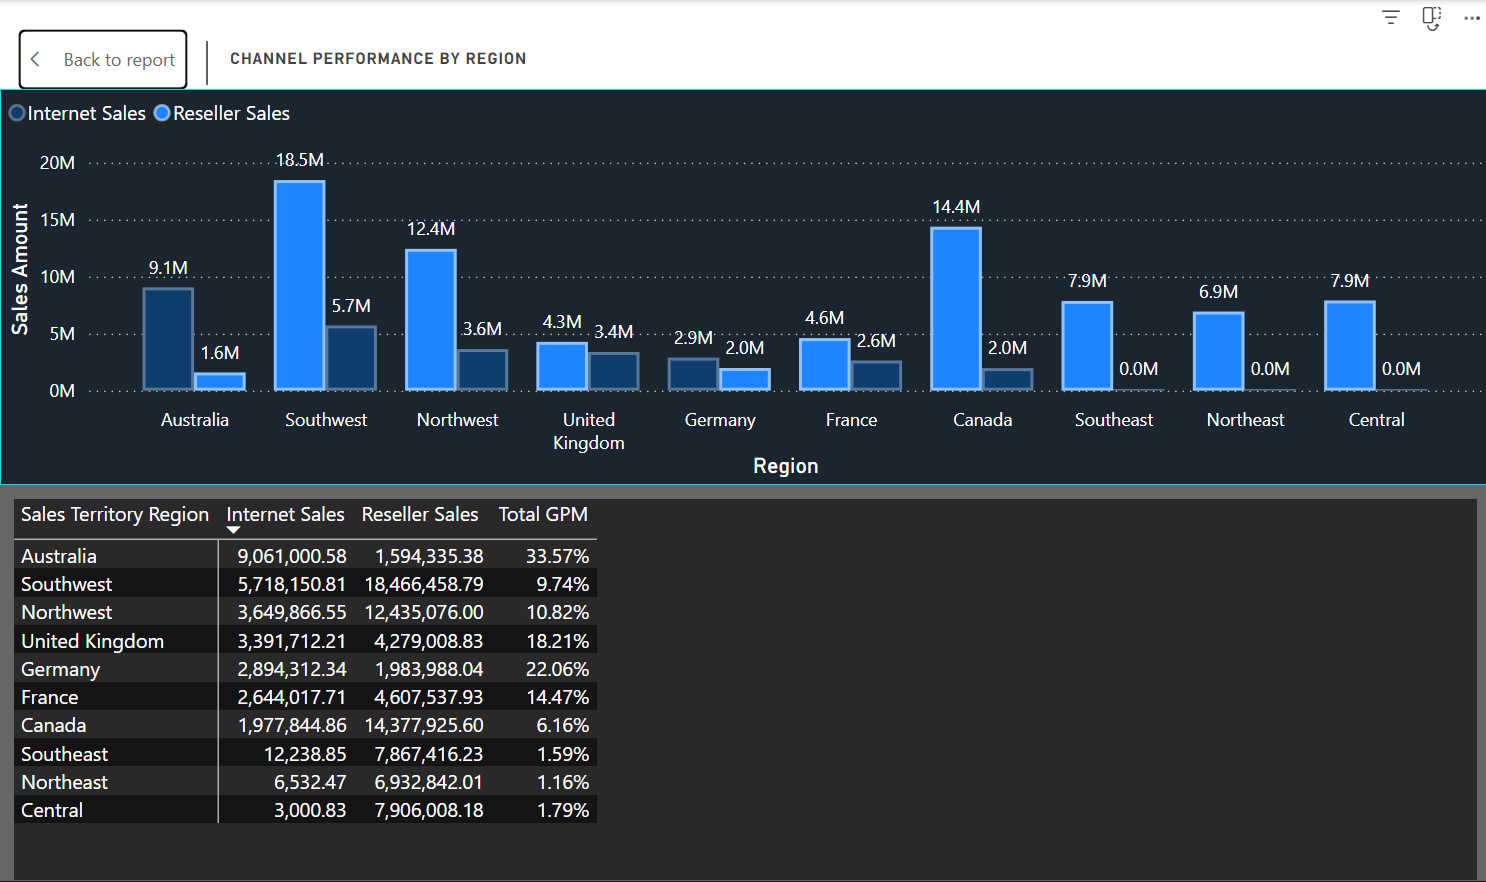 Back to report
CHANNEL PERFORMANCE BY REGION
Internet Sales Reseller Sales
Sales Amount
20M
15M
10M
5M
0M
9.1M
1.6M
18.5M
5.7M
12.4M
3.6M
4.3M
3.4M
2.9M
2.0M
4.6M
2.6M
14.4M
2.0M
7.9M
0.0M
6.9M
0.0M
7.9M
0.0M
Australia
Southwest
Northwest
United
Kingdom
Germany
France
Canada
Southeast
Northeast
Central
Region
Sales Territory Region Internet Sales Reseller Sales Total GPM
Australia 9,061,000.58 1,594,335.38 33.57%
Southwest 5,718,150.81 18,466,458.79 9.74%
Northwest 3,649,866.55 12,435,076.00 10.82%
United Kingdom 3,391,712.21 4,279,008.83 18.21%
Germany 2,894,312.34 1,983,988.04 22.06%
France 2,644,017.71 4,607,537.93 14.47%
Canada 1,977,844.86 14,377,925.60 6.16%
Southeast 12,238.85 7,867,416.23 1.59%
Northeast 6,532.47 6,932,842.01 1.16%
Central 3,000.83 7,906,008.18 1.79%